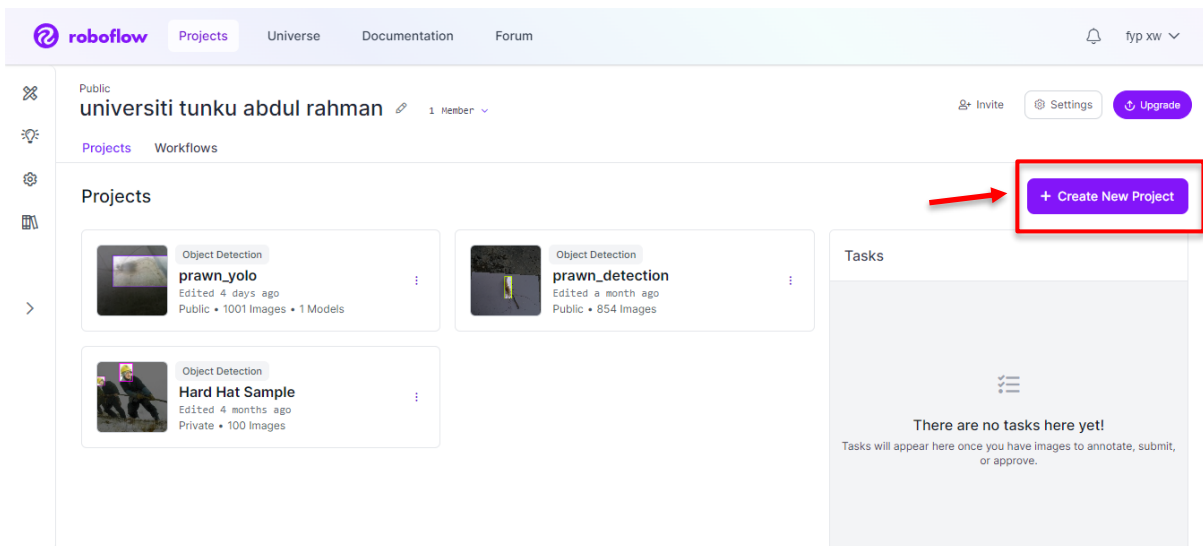 roboflow Projects Universe Documentation Forum fyp xw
Public
universiti tunku abdul rahman 1 Member
Invite Settings Upgrade
Projects Workflows
Projects
+ Create New Project
Object Detection
prawn_yolo
Edited 4 days ago
Public • 1001 Images • 1 Models
Object Detection
prawn_detection
Edited a month ago
Public • 854 Images
Object Detection
Hard Hat Sample
Edited 4 months ago
Private • 100 Images
Tasks
There are no tasks here yet!
Tasks will appear here once you have images to annotate, submit,
or approve.